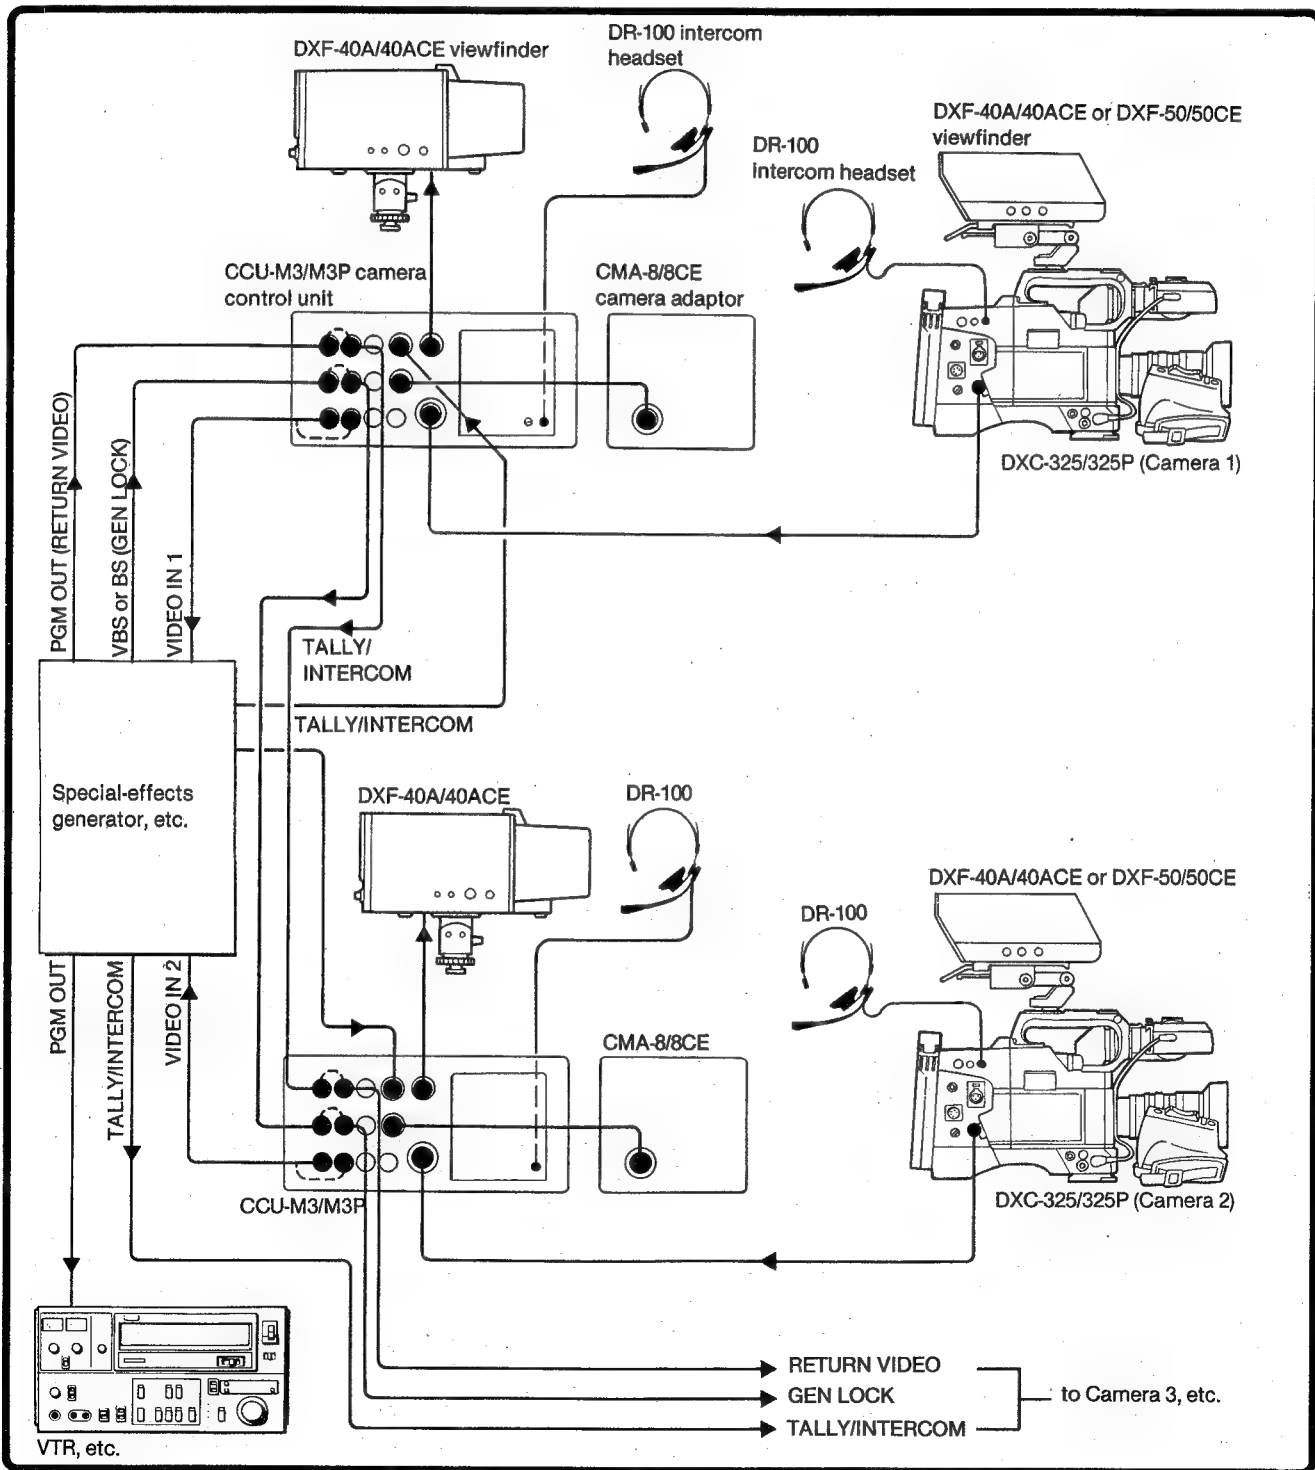 DXF-40A/40ACE viewfinder
DR-100 intercom
headset
DXF-40A/40ACE or DXF-50/50CE
viewfinder
DR-100
intercom headset
CCU-M3/M3P camera
control unit
CMA-8/8CE
camera adaptor
DXC-325/325P (Camera 1)
PGM OUT (RETURN VIDEO)
VBS or BS (GEN LOCK)
VIDEO IN 1
TALLY/
INTERCOM
TALLY/INTERCOM
Special-effects
generator, etc.
DXF-40A/40ACE
DR-100
DXF-40A/40ACE or DXF-50/50CE
DR-100
PGM OUT
TALLY/INTERCOM
VIDEO IN 2
CMA-8/8CE
CCU-M3/M3P
DXC-325/325P (Camera 2)
RETURN VIDEO
GEN LOCK
to Camera 3, etc.
TALLY/INTERCOM
VTR, etc.